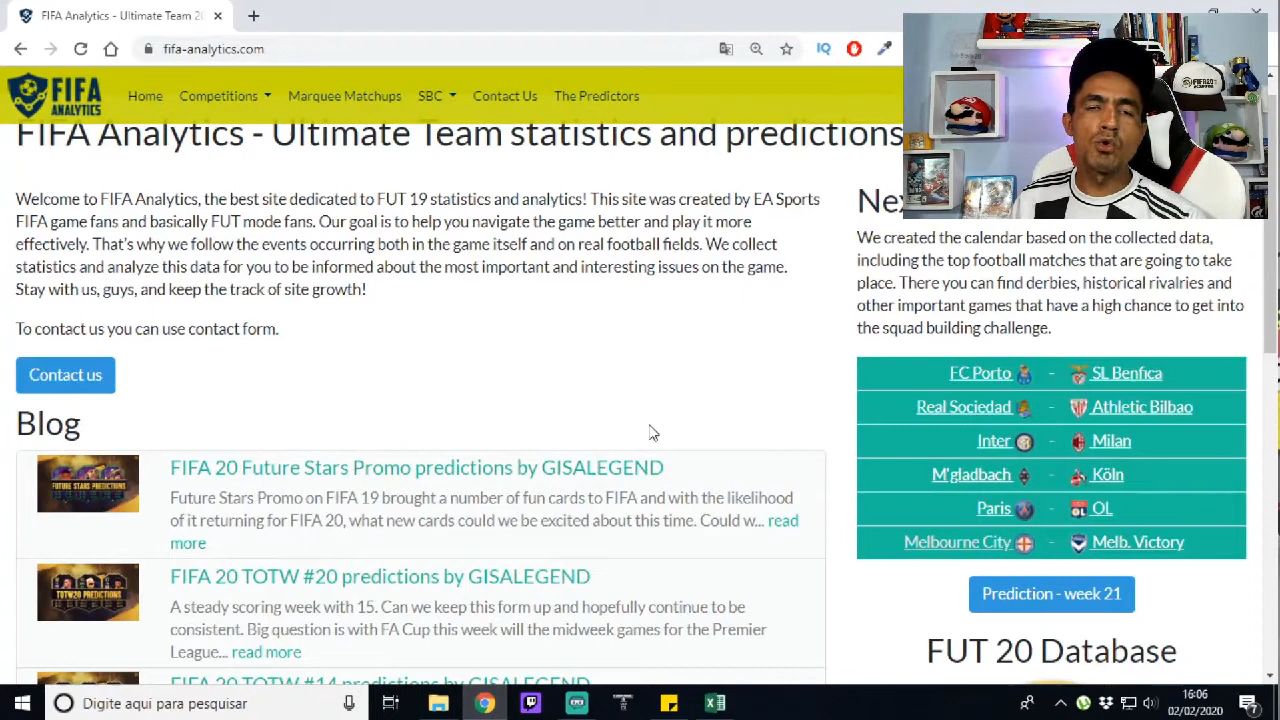 FIFA Analytics - Ultimate Team 20
fifa-analytics.com
IQ
FIFA
ANALYTICS
Home
Competitions
Marquee Matchups
SBC
Contact Us
The Predictors
FIFA Analytics - Ultimate Team statistics and predictions
Welcome to FIFA Analytics, the best site dedicated to FUT 19 statistics and analytics! This site was created by EA Sports
FIFA game fans and basically FUT mode fans. Our goal is to help you navigate the game better and play it more
effectively. That's why we follow the events occurring both in the game itself and on real football fields. We collect
statistics and analyze this data for you to be informed about the most important and interesting issues on the game.
Stay with us, guys, and keep the track of site growth!
To contact us you can use contact form.
Contact us
Blog
FUTURE STARS PREDICTIONS
FIFA 20 Future Stars Promo predictions by GISALEGEND
Future Stars Promo on FIFA 19 brought a number of fun cards to FIFA and with the likelihood
of it returning for FIFA 20, what new cards could we be excited about this time. Could w... read
more
TOTW20 PREDICTIONS
FIFA 20 TOTW #20 predictions by GISALEGEND
A steady scoring week with 15. Can we keep this form up and hopefully continue to be
consistent. Big question is with FA Cup this week will the midweek games for the Premier
League... read more
FIFA 20 TOTW #14 predictions by GISALEGEND
We created the calendar based on the collected data,
including the top football matches that are going to take
place. There you can find derbies, historical rivalries and
other important games that have a high chance to get into
the squad building challenge.
FC Porto - SL Benfica
Real Sociedad - Athletic Bilbao
Inter - Milan
M'gladbach - Köln
Paris - OL
Melbourne City - Melb. Victory
Prediction - week 21
FUT 20 Database
Digite aqui para pesquisar
16:06
02/02/2020
7